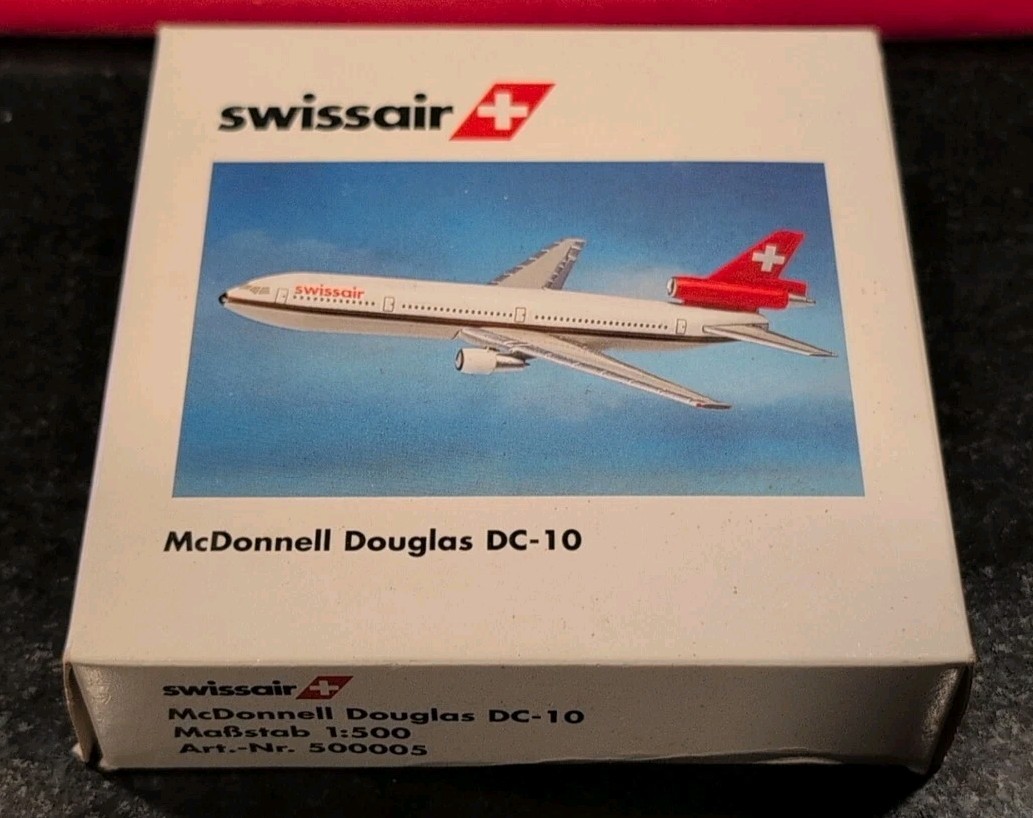 swissair
swissair
McDonnell Douglas DC-10
swissair
McDonnell Douglas DC-10
Maßstab 1:500
Art.-Nr. 500005